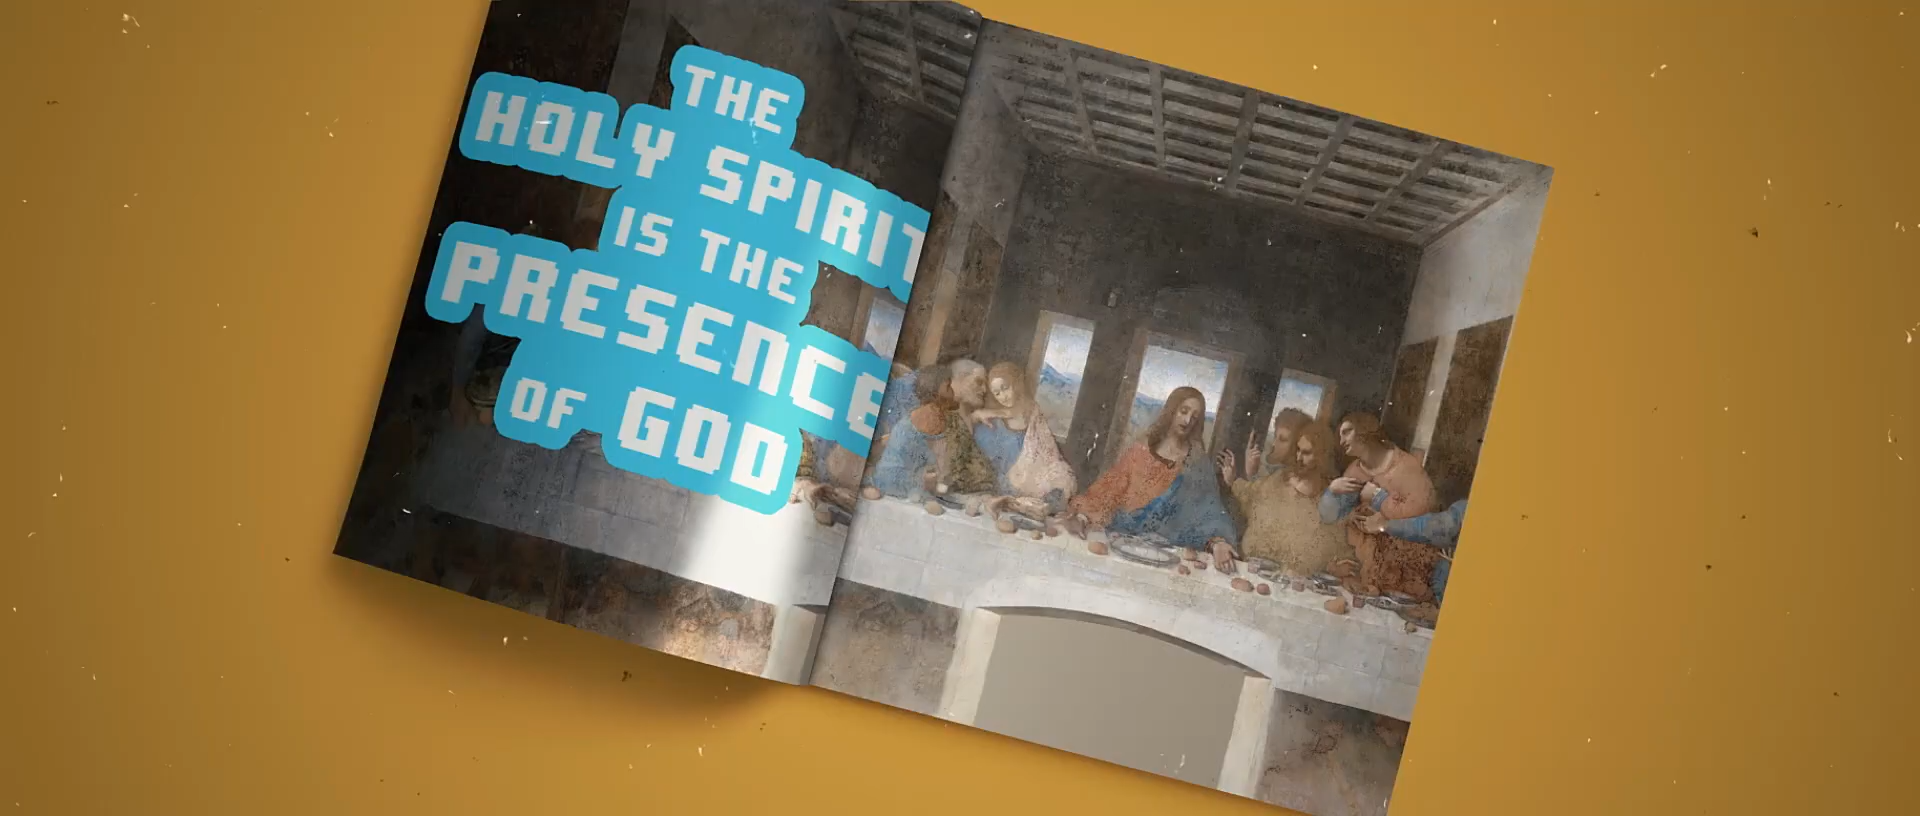 THE
HOLY SPIRIT
IS THE
PRESENCE
OF GOD